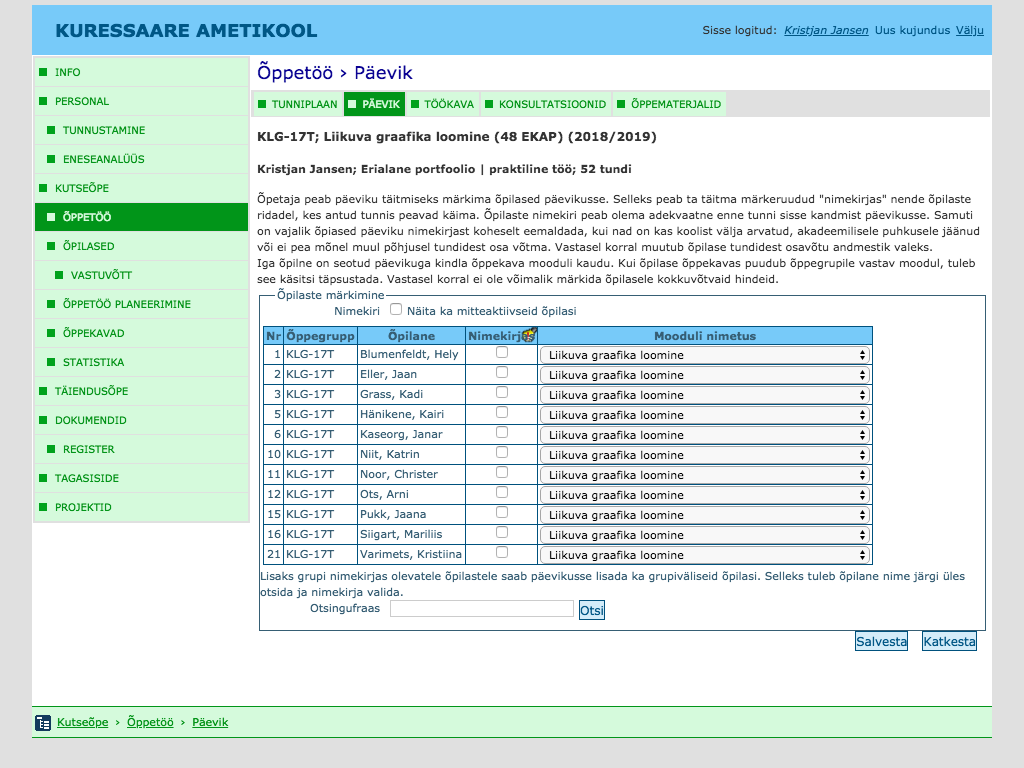 KURESSAARE AMETIKOOL
Sisse logitud: Kristjan Jansen Uus kujundus Välju
INFO
PERSONAL
TUNNUSTAMINE
ENESEANALÜÜS
KUTSEÕPE
ÕPPETÖÖ
ÕPILASED
VASTUVÕTT
ÕPPETÖÖ PLANEERIMINE
ÕPPEKAVAD
STATISTIKA
TÄIENDUSÕPE
DOKUMENDID
REGISTER
TAGASISIDE
PROJEKTID
Õppetöö › Päevik
TUNNIPLAAN PÄEVIK TÖÖKAVA KONSULTATSIOONID ÕPPEMATERJALID
KLG-17T; Liikuva graafika loomine (48 EKAP) (2018/2019)
Kristjan Jansen; Erialane portfoolio | praktiline töö; 52 tundi
Õpetaja peab päeviku täitmiseks märkima õpilased päevikusse. Selleks peab ta täitma märkeruudud "nimekirjas" nende õpilaste
ridadel, kes antud tunnis peavad käima. Õpilaste nimekiri peab olema adekvaatne enne tunni sisse kandmist päevikusse. Samuti
on vajalik õpiased päeviku nimekirjast koheselt eemaldada, kui nad on kas koolist välja arvatud, akadeemilisele puhkusele jäänud
või ei pea mõnel muul põhjusel tundidest osa võtma. Vastasel korral muutub õpilase tundidest osavõtu andmestik valeks.
Iga õpilne on seotud päevikuga kindla õppekava mooduli kaudu. Kui õpilase õppekavas puudub õppegrupile vastav moodul, tuleb
see käsitsi täpsustada. Vastasel korral ei ole võimalik märkida õpilasele kokkuvõtvaid hindeid.
Õpilaste märkimine
Nimekiri Näita ka mitteaktiivseid õpilasi
Nr Õppegrupp Õpilane Nimekirj Mooduli nimetus
1 KLG-17T Blumenfeldt, Hely Liikuva graafika loomine
2 KLG-17T Eller, Jaan Liikuva graafika loomine
3 KLG-17T Grass, Kadi Liikuva graafika loomine
5 KLG-17T Hänikene, Kairi Liikuva graafika loomine
6 KLG-17T Kaseorg, Janar Liikuva graafika loomine
10 KLG-17T Niit, Katrin Liikuva graafika loomine
11 KLG-17T Noor, Christer Liikuva graafika loomine
12 KLG-17T Ots, Arni Liikuva graafika loomine
15 KLG-17T Pukk, Jaana Liikuva graafika loomine
16 KLG-17T Siigart, Mariliis Liikuva graafika loomine
21 KLG-17T Varimets, Kristiina Liikuva graafika loomine
Lisaks grupi nimekirjas olevatele õpilastele saab päevikusse lisada ka grupiväliseid õpilasi. Selleks tuleb õpilane nime järgi üles
otsida ja nimekirja valida.
Otsingufraas Otsi
Salvesta Katkesta
Kutseõpe › Õppetöö › Päevik